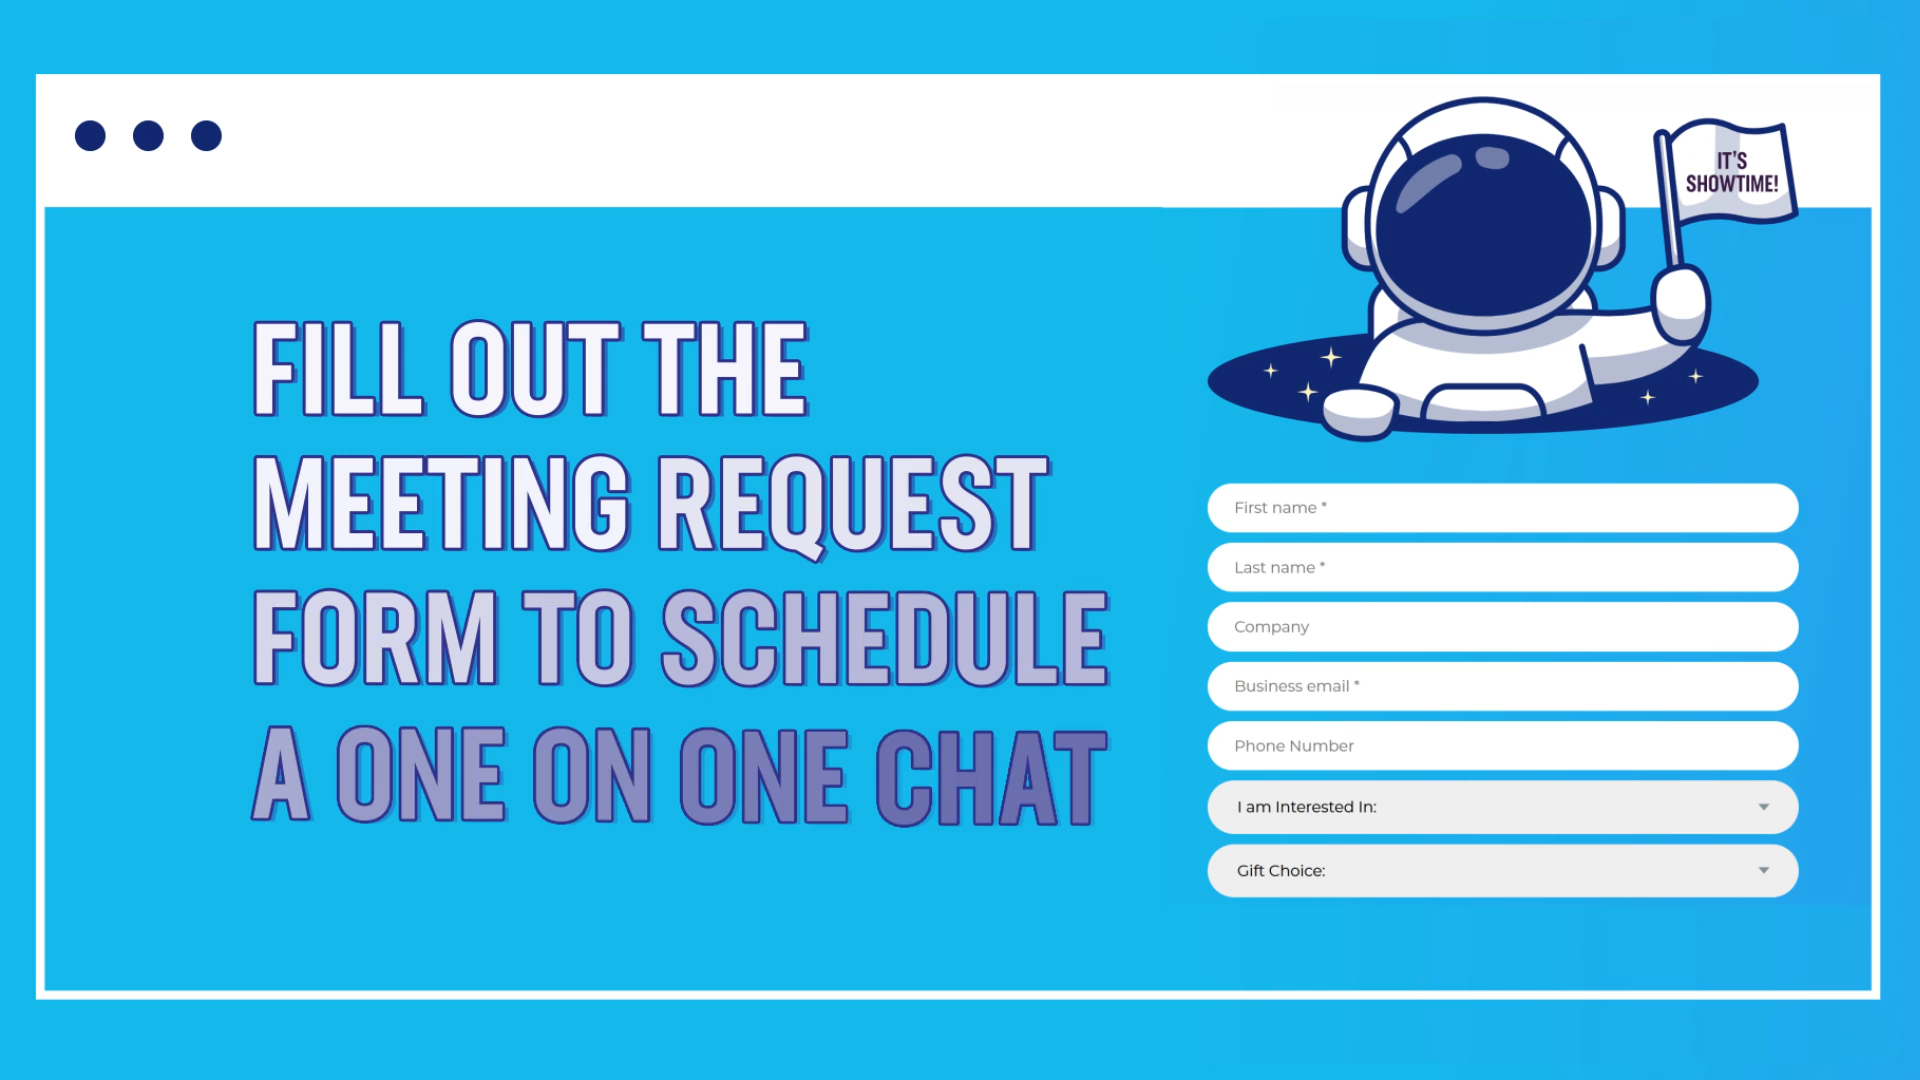 IT'S
SHOWTIME!
FILL OUT THE
MEETING REQUEST
FORM TO SCHEDULE
A ONE ON ONE CHAT
First name *
Last name *
Company
Business email *
Phone Number
I am Interested In:
Gift Choice: